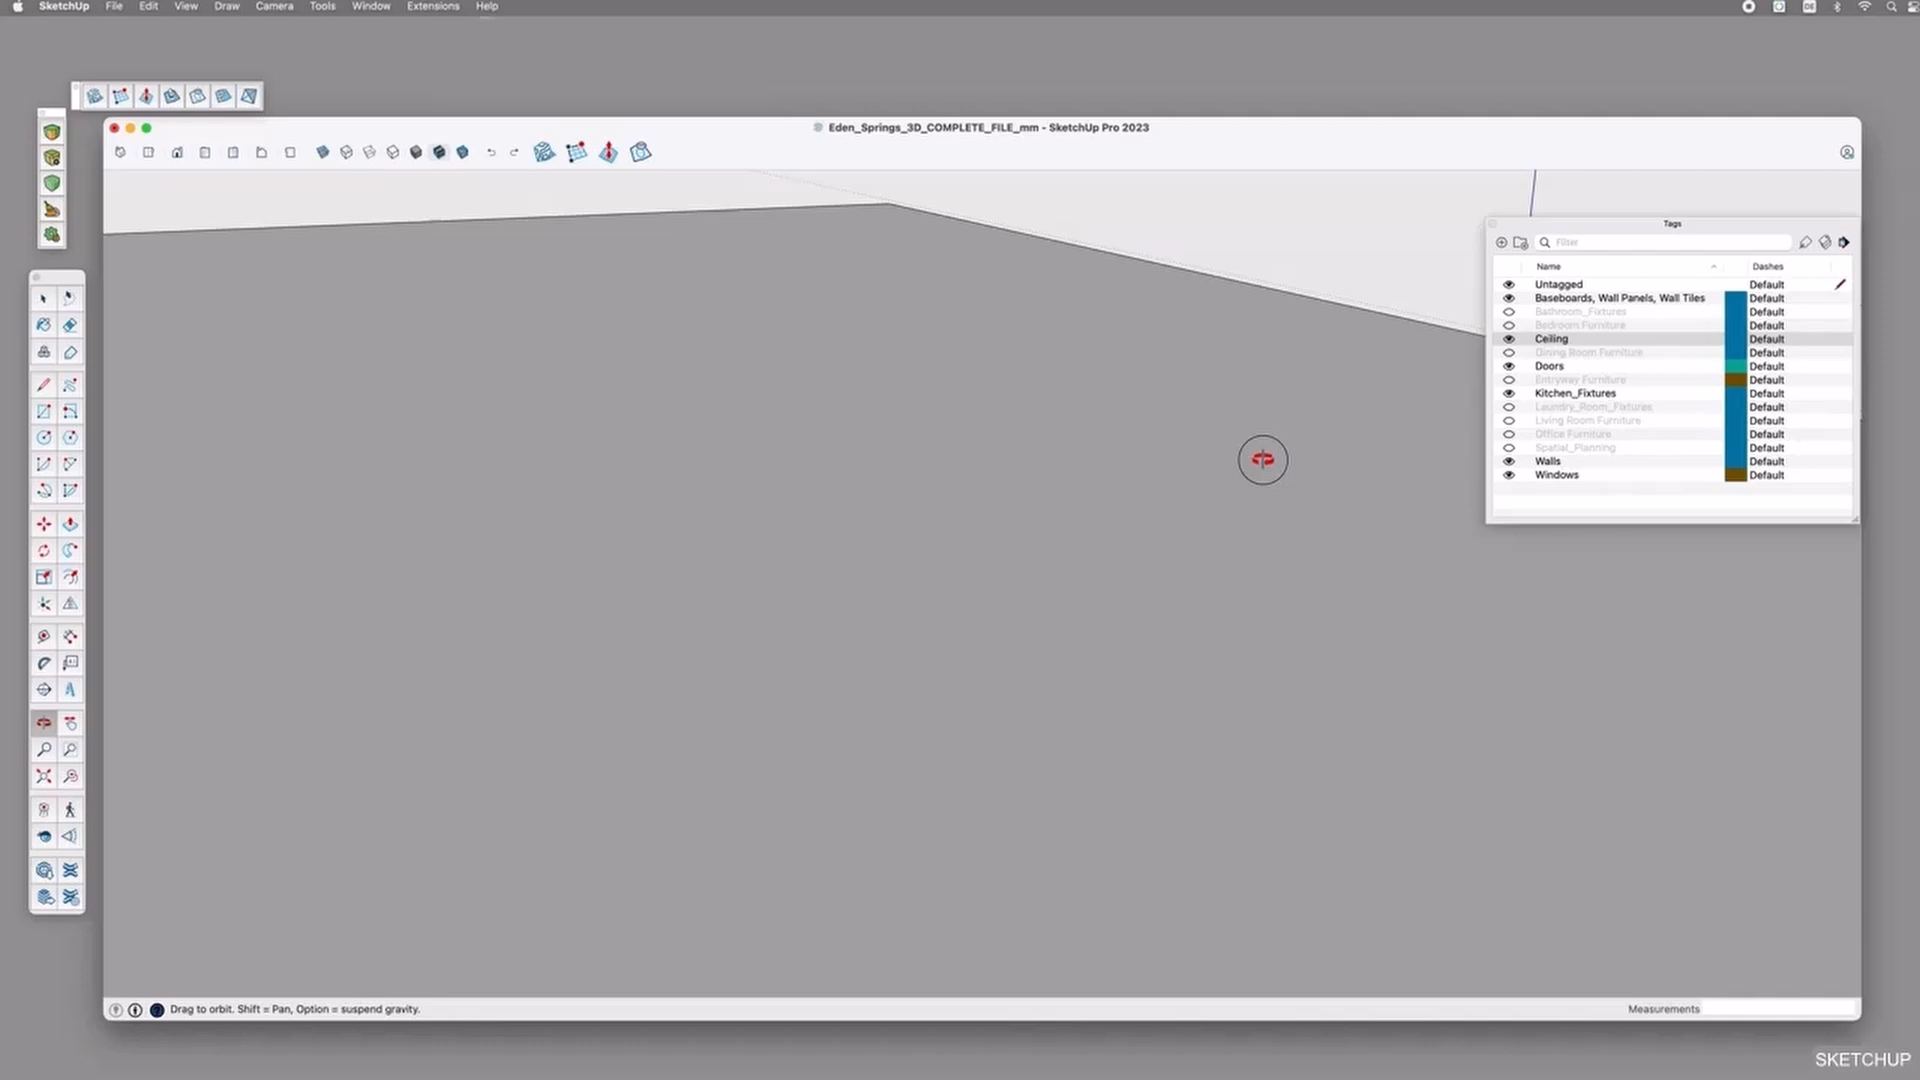 SketchUp File Edit View Draw Camera Tools Window Extensions Help
Eden_Springs_3D_COMPLETE_FILE_mm - SketchUp Pro 2023
Tags
Filter
Name Dashes
Untagged Default
Baseboards, Wall Panels, Wall Tiles Default
Bathroom_Fixtures Default
Bedroom Furniture Default
Ceiling Default
Dining Room Furniture Default
Doors Default
Entryway Furniture Default
Kitchen_Fixtures Default
Laundry_Room_Fixtures Default
Living Room Furniture Default
Office Furniture Default
Spatial_Planning Default
Walls Default
Windows Default
Drag to orbit. Shift = Pan, Option = suspend gravity.
Measurements
SKETCHUP